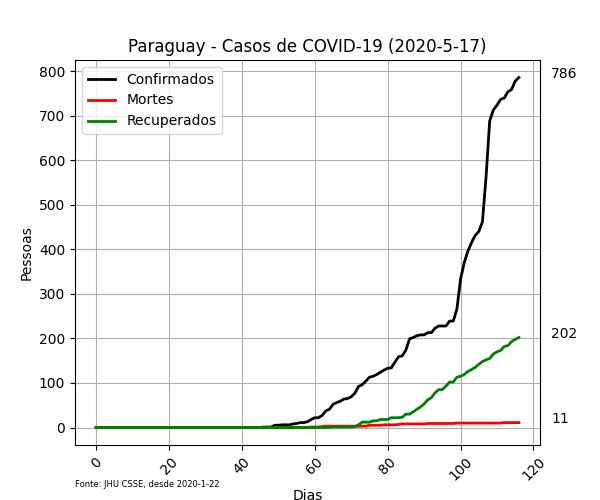 Paraguay - Casos de COVID-19 (2020-5-17)
Confirmados
Mortes
Recuperados
800
700
600
500
400
300
200
100
0
Pessoas
786
202
11
0
20
40
60
80
100
120
Dias
Fonte: JHU CSSE, desde 2020-1-22